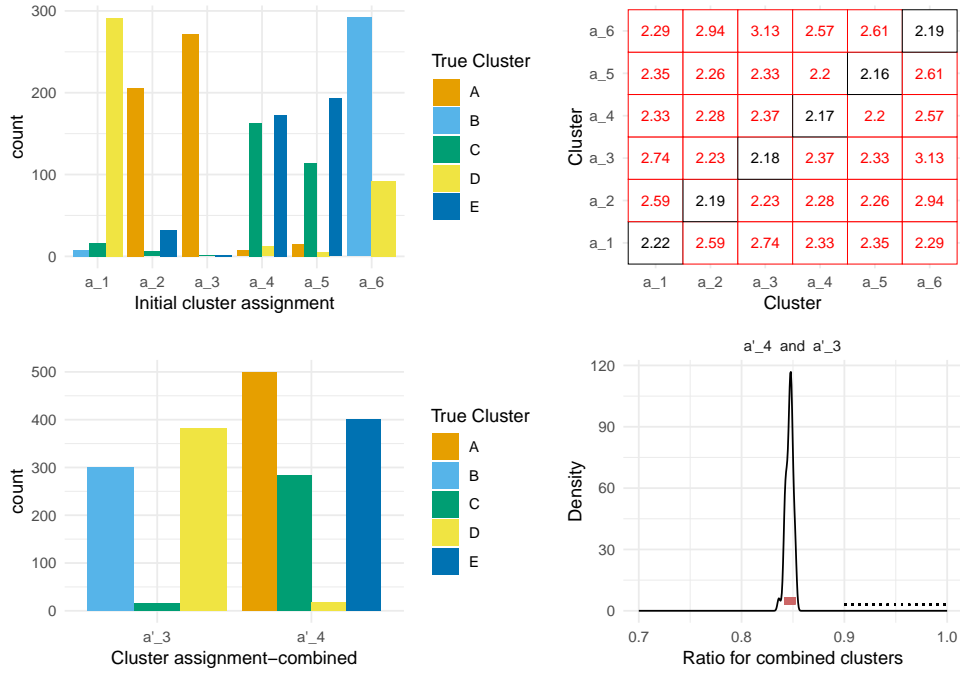 300
200
100
0
count
a_1 a_2 a_3 a_4 a_5 a_6
Initial cluster assignment
True Cluster
A
B
C
D
E
Cluster
a_6 2.29 2.94 3.13 2.57 2.61 2.19
a_5 2.35 2.26 2.33 2.2 2.16 2.61
a_4 2.33 2.28 2.37 2.17 2.2 2.57
a_3 2.74 2.23 2.18 2.37 2.33 3.13
a_2 2.59 2.19 2.23 2.28 2.26 2.94
a_1 2.22 2.59 2.74 2.33 2.35 2.29
a_1 a_2 a_3 a_4 a_5 a_6
Cluster
500
400
300
200
100
0
count
a'_3 a'_4
Cluster assignment−combined
True Cluster
A
B
C
D
E
a'_4 and a'_3
120
90
60
30
0
Density
0.7 0.8 0.9 1.0
Ratio for combined clusters